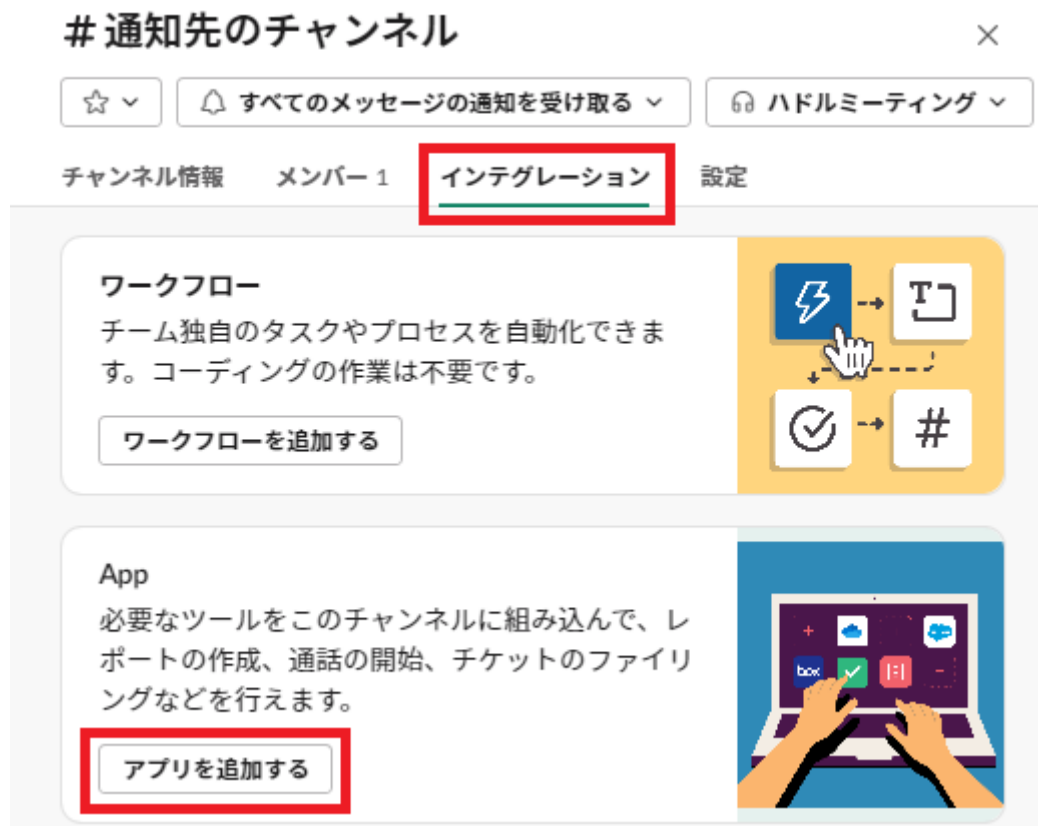 # 通知先のチャンネル
すべてのメッセージの通知を受け取る
ハドルミーティング
チャンネル情報 メンバー 1 インテグレーション 設定
ワークフロー
チーム独自のタスクやプロセスを自動化できま
す。コーディングの作業は不要です。
ワークフローを追加する
T
#
App
必要なツールをこのチャンネルに組み込んで、レ
ポートの作成、通話の開始、チケットのファイリ
ングなどを行えます。
box
アプリを追加する